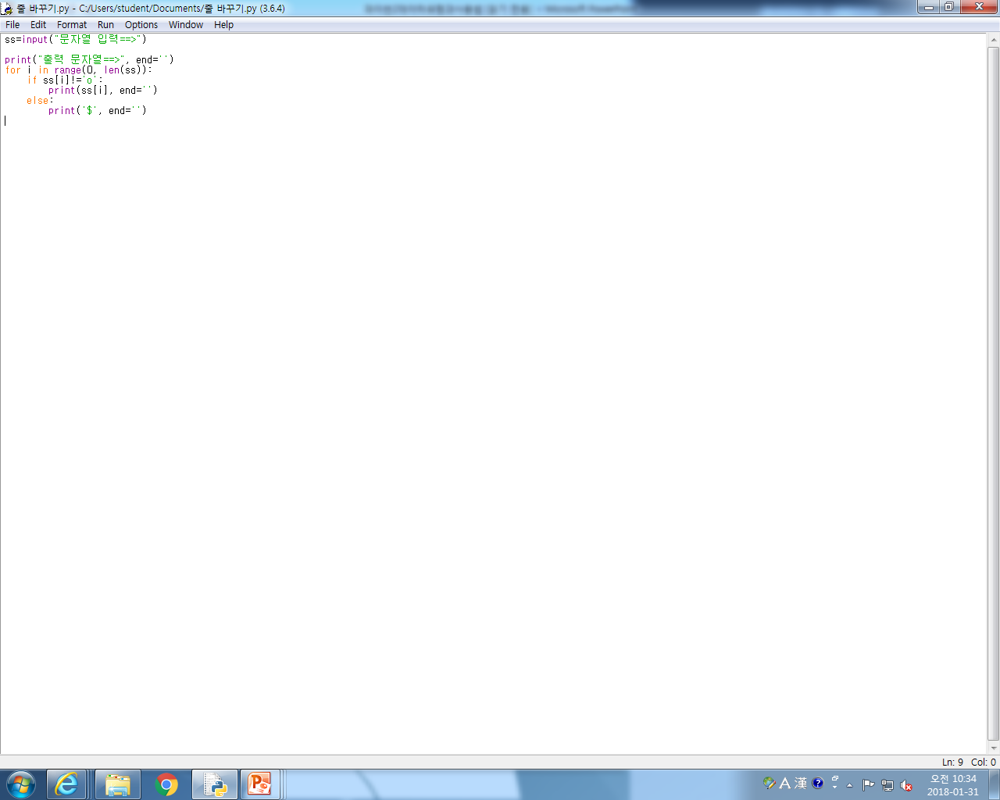 줄 바꾸기.py - C:/Users/student/Documents/줄 바꾸기.py (3.6.4)
File Edit Format Run Options Window Help
ss=input("문자열 입력==>")
print("출력 문자열==>", end='')
for i in range(0, len(ss)):
    if ss[i]!='o':
        print(ss[i], end='')
    else:
        print('$', end='')
Ln: 9 Col: 0
A 漢
오전 10:34
2018-01-31